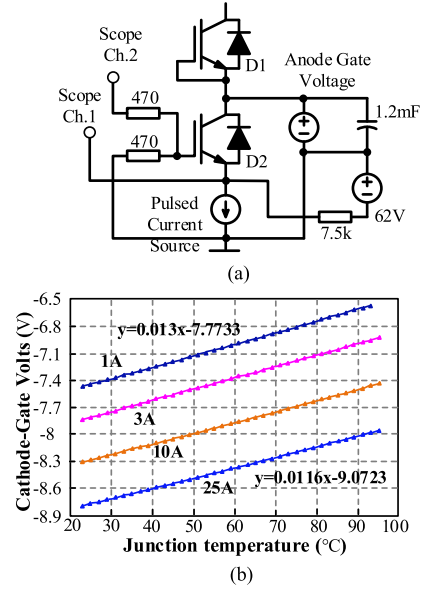 (a)
Scope
Ch.2
D1
Anode Gate
Voltage
Scope
Ch.1
470
1.2mF
470
D2
Pulsed
Current
Source
7.5k
62V
(a)
-6.5
-6.8
-7.1
-7.4
-7.7
-8
-8.3
-8.6
-8.9
Cathode-Gate Volts (V)
y=0.013x-7.7733
1A
3A
10A
25A
y=0.0116x-9.0723
20 30 40 50 60 70 80 90 100
Junction temperature (℃)
(b)